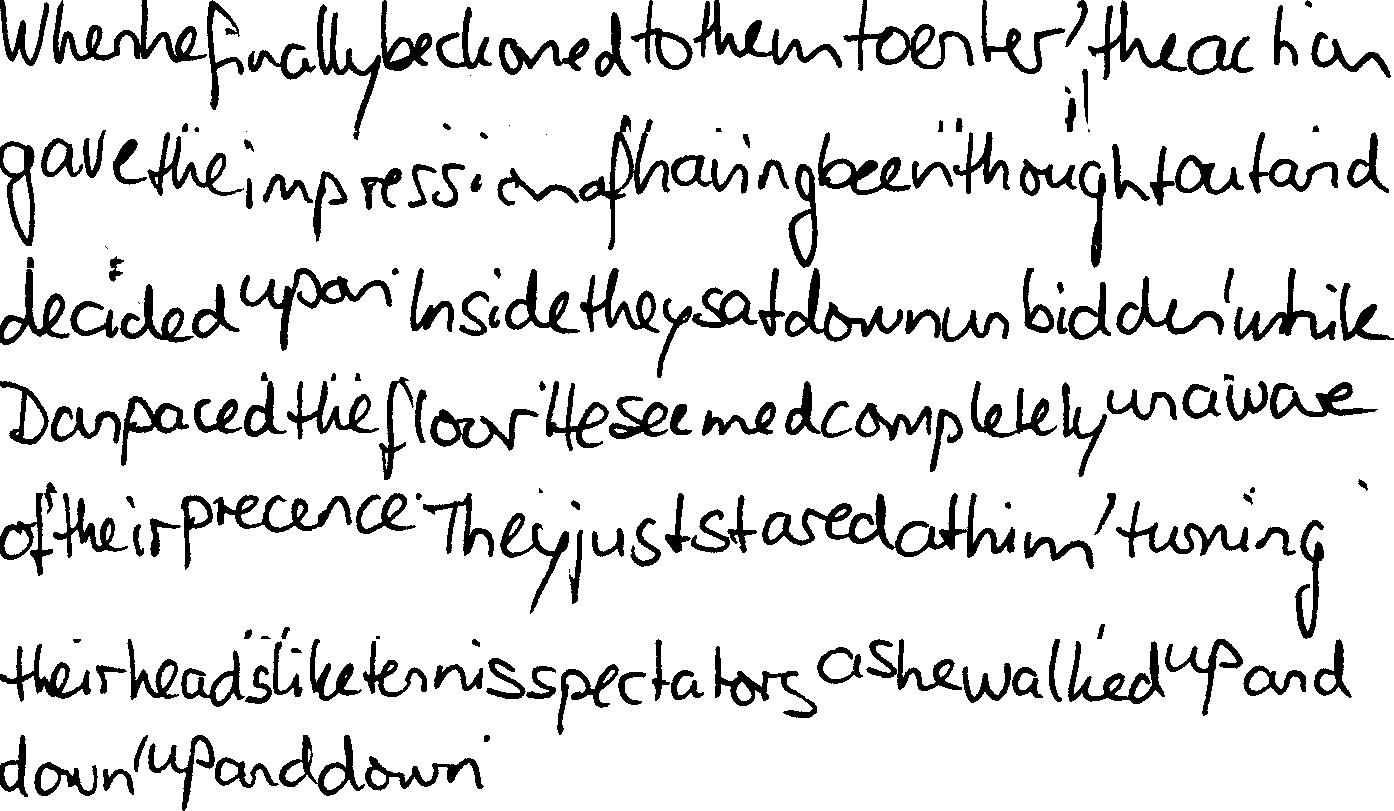 When he finally beckoned to them to enter, the action
gave the impression of having been thought out and
decided upon. Inside they sat down unbidden, while
Dan paced the floor. He seemed completely unaware
of their precence. They just stared at him, turning
their heads like tennis spectators as he walked up and
down, up and down.